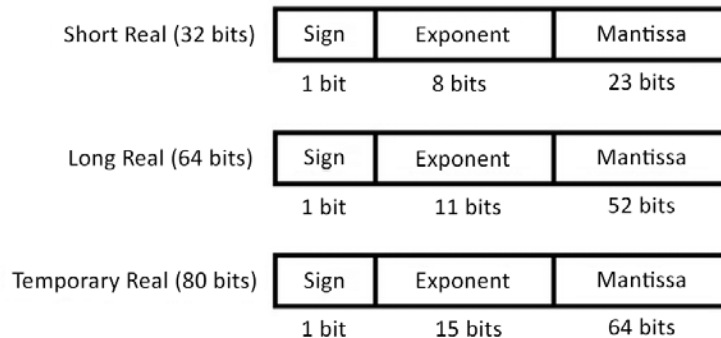 Short Real (32 bits) Sign Exponent Mantissa
1 bit 8 bits 23 bits
Long Real (64 bits) Sign Exponent Mantissa
1 bit 11 bits 52 bits
Temporary Real (80 bits) Sign Exponent Mantissa
1 bit 15 bits 64 bits